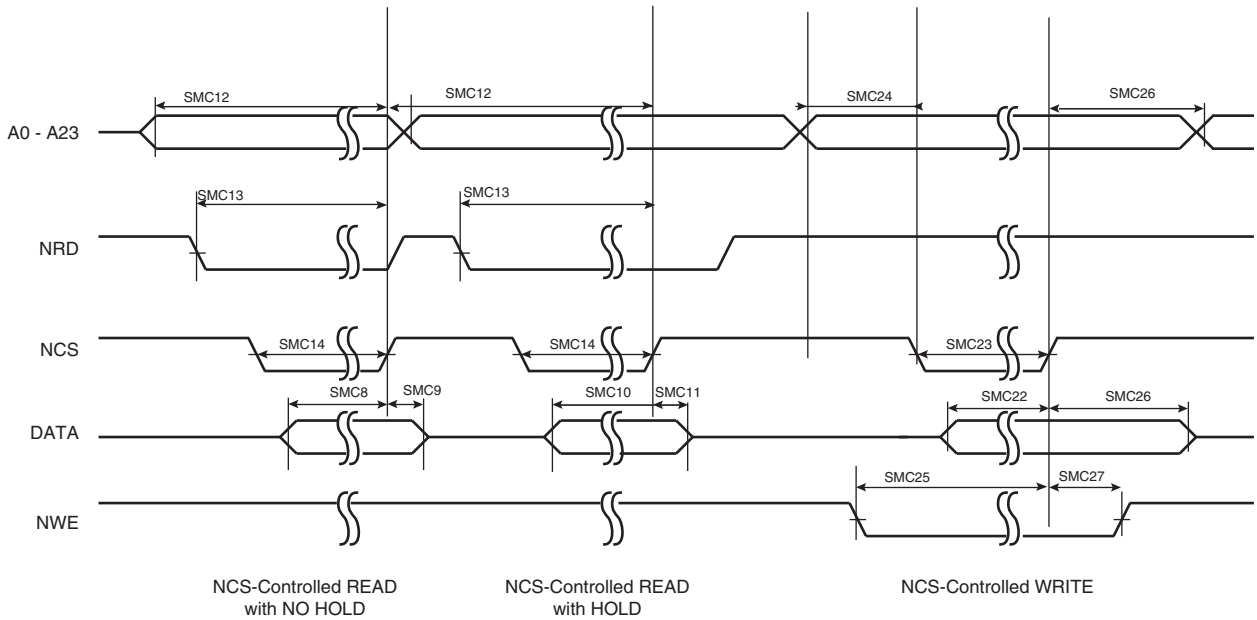 SMC12
SMC12
SMC24
SMC26
A0 - A23
SMC13
SMC13
NRD
NCS
SMC14
SMC14
SMC23
SMC8
SMC9
SMC10
SMC11
SMC22
SMC26
DATA
SMC25
SMC27
NWE
NCS-Controlled READ
with NO HOLD
NCS-Controlled READ
with HOLD
NCS-Controlled WRITE